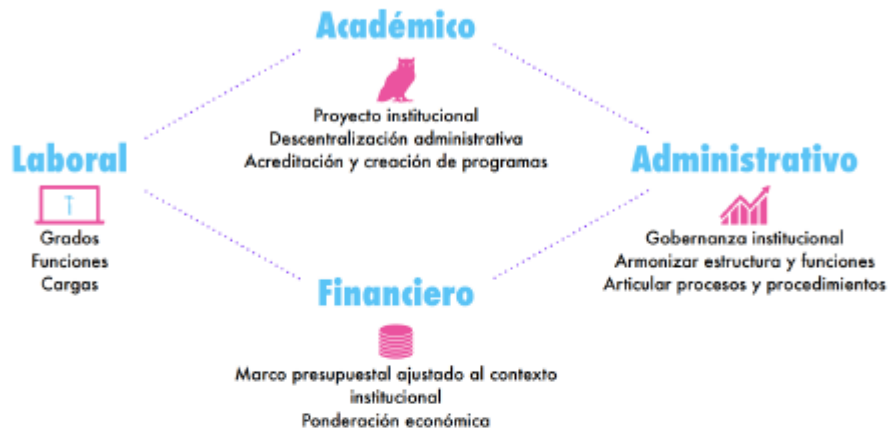 Académico
Proyecto institucional
Descentralización administrativa
Acreditación y creación de programas
Laboral
Grados
Funciones
Cargas
Administrativo
Gobernanza institucional
Armonizar estructura y funciones
Articular procesos y procedimientos
Financiero
Marco presupuestal ajustado al contexto
institucional
Ponderación económica